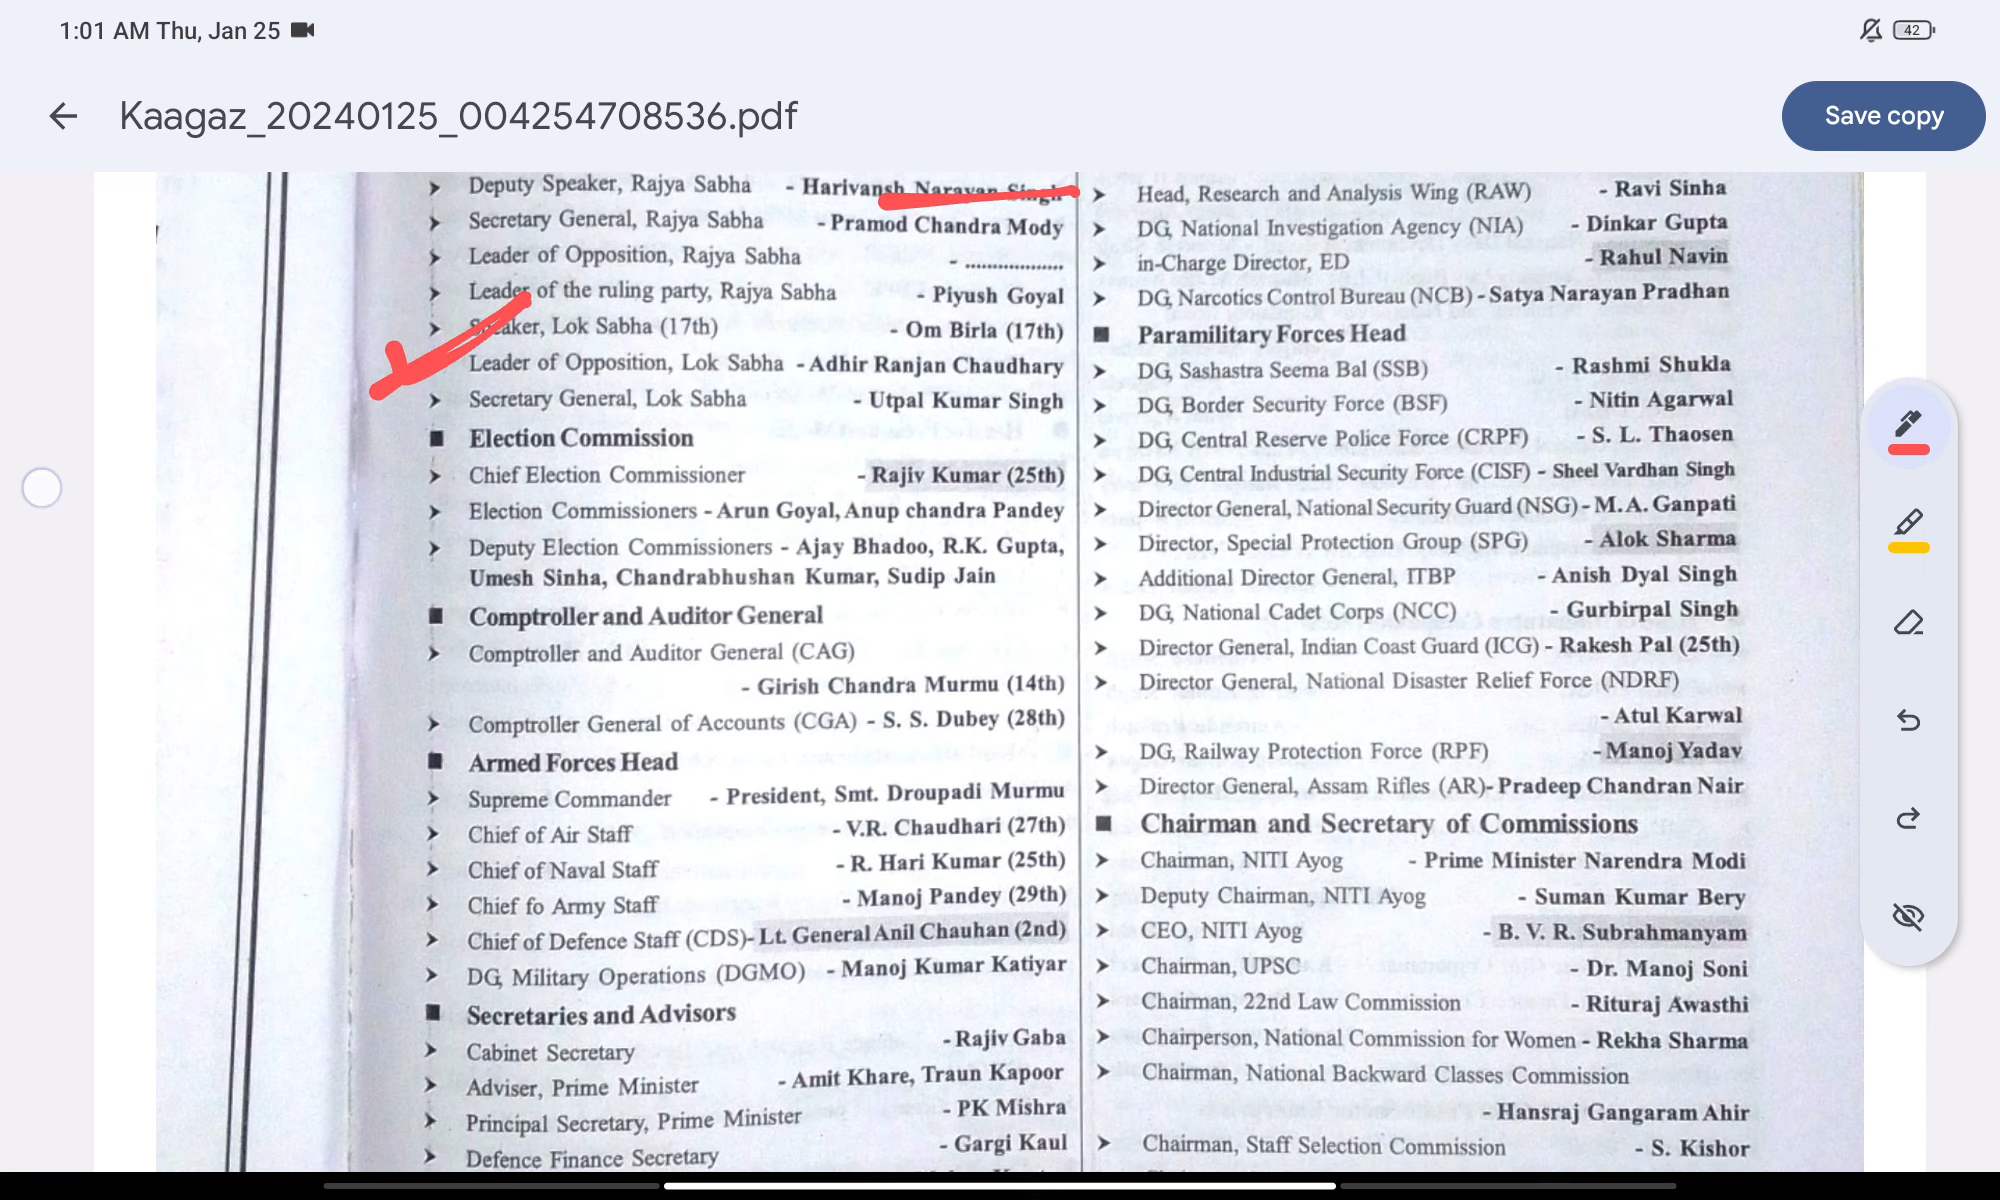 1:01 AM Thu, Jan 25
42
Kaagaz_20240125_004254708536.pdf
Save copy
➤ Deputy Speaker, Rajya Sabha - Harivansh Narayan Singh
➤ Secretary General, Rajya Sabha - Pramod Chandra Mody
➤ Leader of Opposition, Rajya Sabha - ...................
➤ Leader of the ruling party, Rajya Sabha - Piyush Goyal
➤ Speaker, Lok Sabha (17th) - Om Birla (17th)
Leader of Opposition, Lok Sabha - Adhir Ranjan Chaudhary
➤ Secretary General, Lok Sabha - Utpal Kumar Singh
■ Election Commission
➤ Chief Election Commissioner - Rajiv Kumar (25th)
➤ Election Commissioners - Arun Goyal, Anup chandra Pandey
➤ Deputy Election Commissioners - Ajay Bhadoo, R.K. Gupta,
Umesh Sinha, Chandrabhushan Kumar, Sudip Jain
■ Comptroller and Auditor General
➤ Comptroller and Auditor General (CAG)
- Girish Chandra Murmu (14th)
➤ Comptroller General of Accounts (CGA) - S. S. Dubey (28th)
■ Armed Forces Head
➤ Supreme Commander - President, Smt. Droupadi Murmu
➤ Chief of Air Staff - V.R. Chaudhari (27th)
➤ Chief of Naval Staff - R. Hari Kumar (25th)
➤ Chief fo Army Staff - Manoj Pandey (29th)
➤ Chief of Defence Staff (CDS)- Lt. General Anil Chauhan (2nd)
➤ DG, Military Operations (DGMO) - Manoj Kumar Katiyar
■ Secretaries and Advisors
➤ Cabinet Secretary - Rajiv Gaba
➤ Adviser, Prime Minister - Amit Khare, Traun Kapoor
➤ Principal Secretary, Prime Minister - PK Mishra
➤ Defence Finance Secretary - Gargi Kaul
➤ Head, Research and Analysis Wing (RAW) - Ravi Sinha
➤ DG, National Investigation Agency (NIA) - Dinkar Gupta
➤ in-Charge Director, ED - Rahul Navin
➤ DG, Narcotics Control Bureau (NCB) - Satya Narayan Pradhan
■ Paramilitary Forces Head
➤ DG, Sashastra Seema Bal (SSB) - Rashmi Shukla
➤ DG, Border Security Force (BSF) - Nitin Agarwal
➤ DG, Central Reserve Police Force (CRPF) - S. L. Thaosen
➤ DG, Central Industrial Security Force (CISF) - Sheel Vardhan Singh
➤ Director General, National Security Guard (NSG) - M.A. Ganpati
➤ Director, Special Protection Group (SPG) - Alok Sharma
➤ Additional Director General, ITBP - Anish Dyal Singh
➤ DG, National Cadet Corps (NCC) - Gurbirpal Singh
➤ Director General, Indian Coast Guard (ICG) - Rakesh Pal (25th)
➤ Director General, National Disaster Relief Force (NDRF)
- Atul Karwal
➤ DG, Railway Protection Force (RPF) - Manoj Yadav
➤ Director General, Assam Rifles (AR)- Pradeep Chandran Nair
■ Chairman and Secretary of Commissions
➤ Chairman, NITI Ayog - Prime Minister Narendra Modi
➤ Deputy Chairman, NITI Ayog - Suman Kumar Bery
➤ CEO, NITI Ayog - B. V. R. Subrahmanyam
➤ Chairman, UPSC - Dr. Manoj Soni
➤ Chairman, 22nd Law Commission - Rituraj Awasthi
➤ Chairperson, National Commission for Women - Rekha Sharma
➤ Chairman, National Backward Classes Commission
- Hansraj Gangaram Ahir
➤ Chairman, Staff Selection Commission - S. Kishor